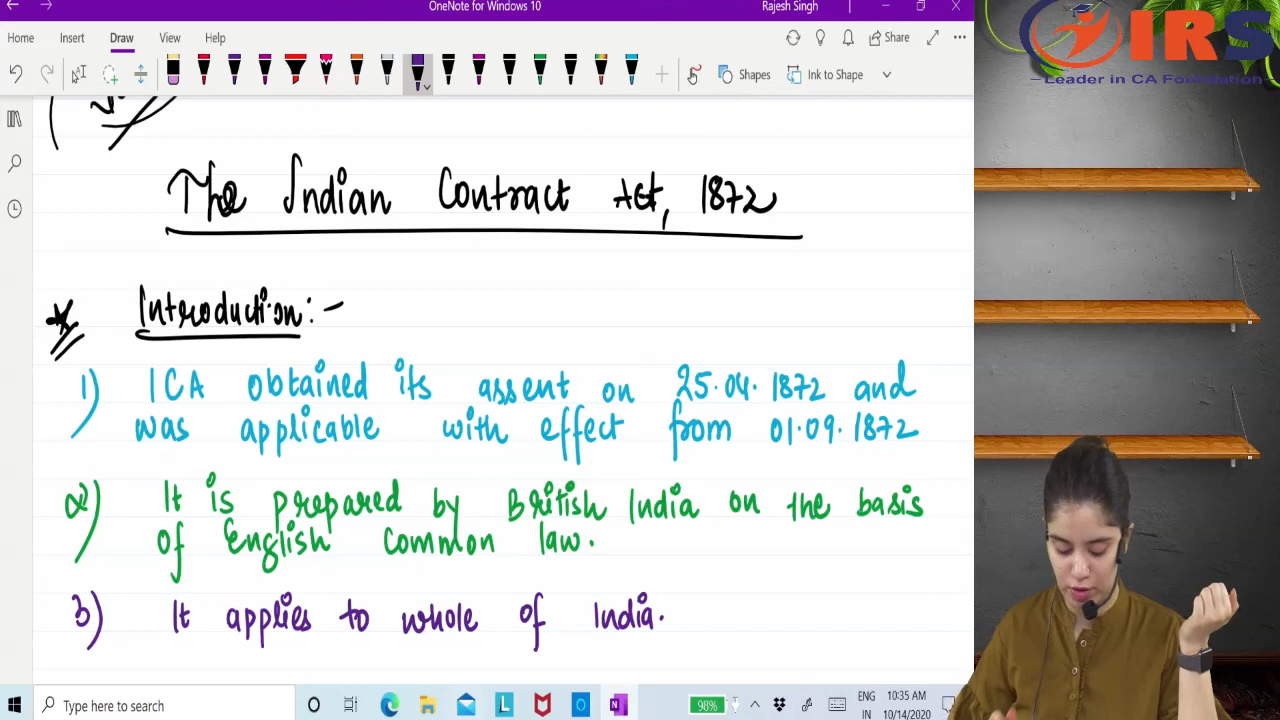 OneNote for Windows 10
Rajesh Singh
Home Insert Draw View Help
Share
Shapes
Ink to Shape
IRS
Leader in CA Foundation
The Indian Contract Act, 1872
Introduction:-
1) ICA obtained its assent on 25.04.1872 and
was applicable with effect from 01.09.1872
2) It is prepared by British India on the basis
of English Common law.
3) It applies to whole of India.
Type here to search
98%
ENG
IN
10:35 AM
10/14/2020